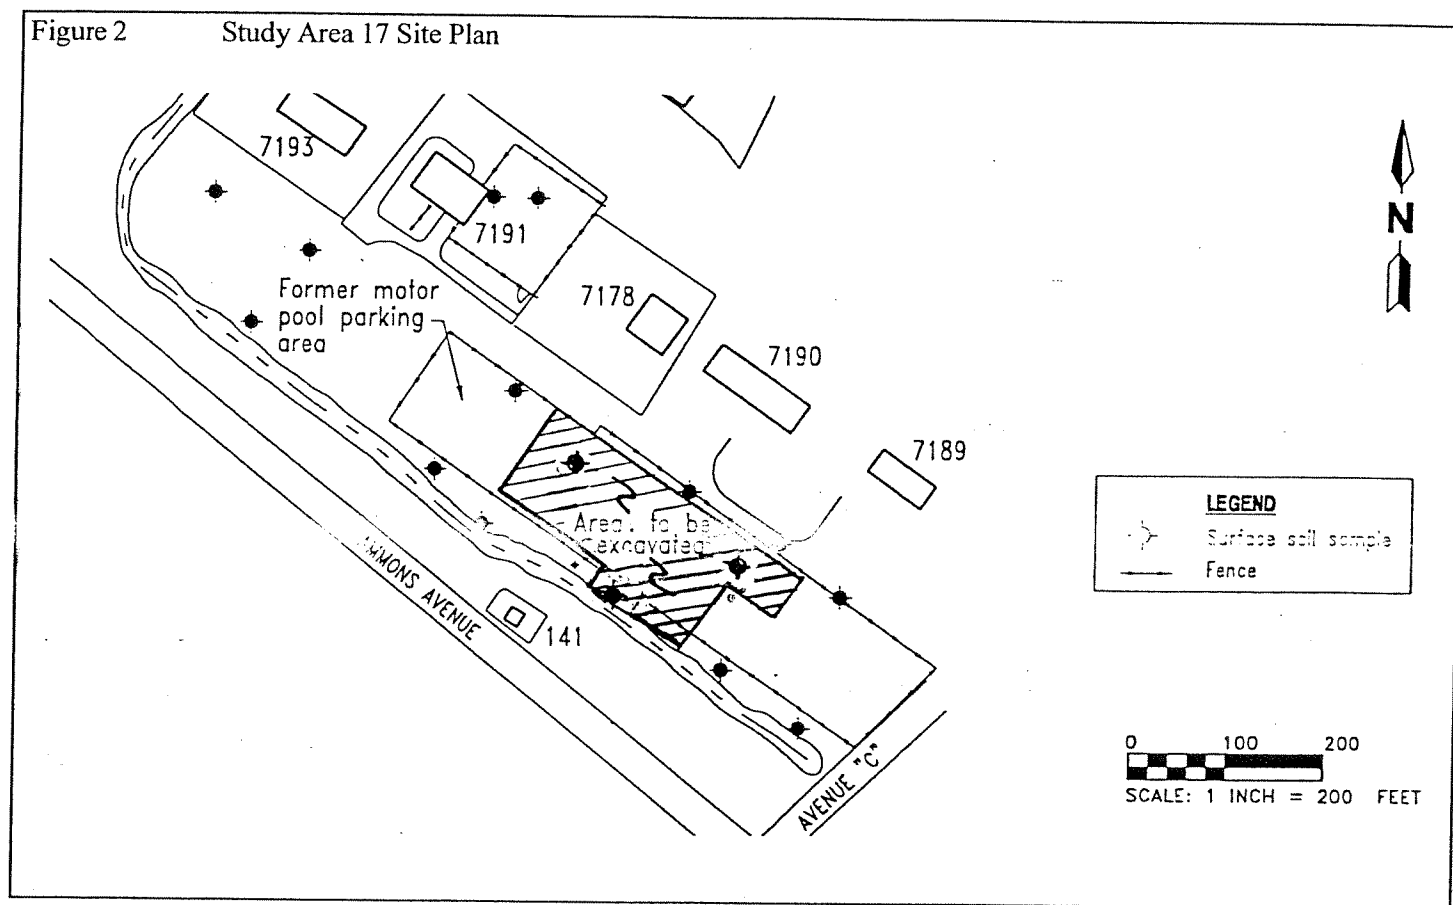 Figure 2 Study Area 17 Site Plan
7193
7191
7178
Former motor
pool parking
area
7190
7189
N
Area to be
excavated
AVENUE
141
AVENUE "C"
LEGEND
Surface soil sample
Fence
0 100 200
SCALE: 1 INCH = 200 FEET